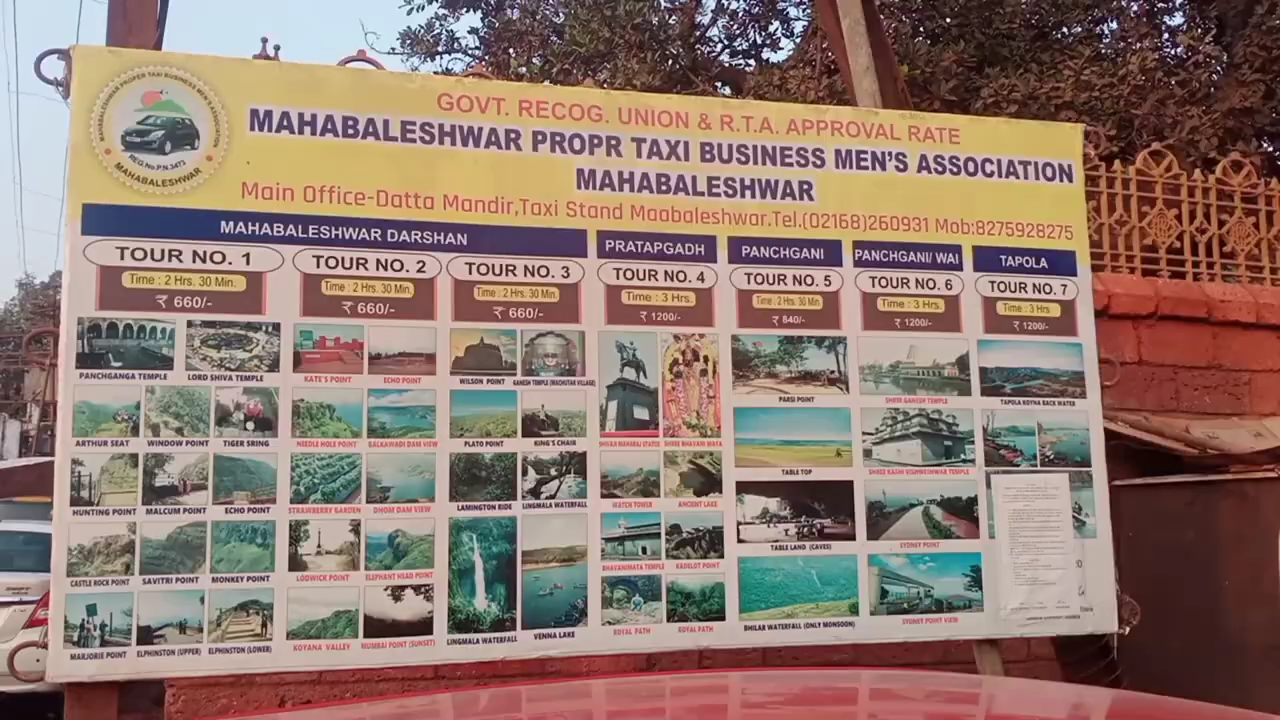 MAHABALESHWAR PROPER TAXI BUSINESS MEN'S ASSOCIATION
REG.No.P.N.3473
MAHABALESHWAR
GOVT. RECOG. UNION & R.T.A. APPROVAL RATE
MAHABALESHWAR PROPR TAXI BUSINESS MEN'S ASSOCIATION
MAHABALESHWAR
Main Office-Datta Mandir,Taxi Stand Maabaleshwar.Tel.(02168)260931 Mob:8275928275
MAHABALESHWAR DARSHAN
TOUR NO. 1
Time : 2 Hrs. 30 Min.
₹ 660/-
PANCHGANGA TEMPLE LORD SHIVA TEMPLE
ARTHUR SEAT WINDOW POINT TIGER SRING
HUNTING POINT MALCUM POINT ECHO POINT
CASTLE ROCK POINT SAVITRI POINT MONKEY POINT
MARJORIE POINT ELPHINSTON (UPPER) ELPHINSTON (LOWER)
TOUR NO. 2
Time : 2 Hrs. 30 Min.
₹ 660/-
KATE'S POINT ECHO POINT
NEEDLE HOLE POINT BALKAWADI DAM VIEW
STRAWBERRY GARDEN DHOM DAM VIEW
LODWICK POINT ELEPHANT HEAD POINT
KOYANA VALLEY MUMBAI POINT (SUNSET)
TOUR NO. 3
Time : 2 Hrs. 30 Min.
₹ 660/-
WILSON POINT GANESH TEMPLE (MACHUTAR VILLAGE)
PLATO POINT KING'S CHAIR
LAMINGTON RIDE LINGMALA WATERFALL
LINGMALA WATERFALL VENNA LAKE
PRATAPGADH
TOUR NO. 4
Time : 3 Hrs.
₹ 1200/-
SHIVAJI MAHARAJ STATUE SHREE BHAVANI MATA
WATCH TOWER ANCIENT LAKE
BHAVANIMATA TEMPLE KADELOT POINT
ROYAL PATH ROYAL PATH
PANCHGANI
TOUR NO. 5
Time : 2 Hrs. 30 Min
₹ 840/-
PARSI POINT
TABLE TOP
TABLE LAND (CAVES)
BHILAR WATERFALL (ONLY MONSOON)
PANCHGANI/ WAI
TOUR NO. 6
Time : 3 Hrs.
₹ 1200/-
SHREE GANESH TEMPLE
SHREE KASHI VISHWESHWAR TEMPLE
SYDNEY POINT
SYDNEY POINT VIEW
TAPOLA
TOUR NO. 7
Time : 3 Hrs
₹ 1200/-
TAPOLA KOYNA BACK WATER